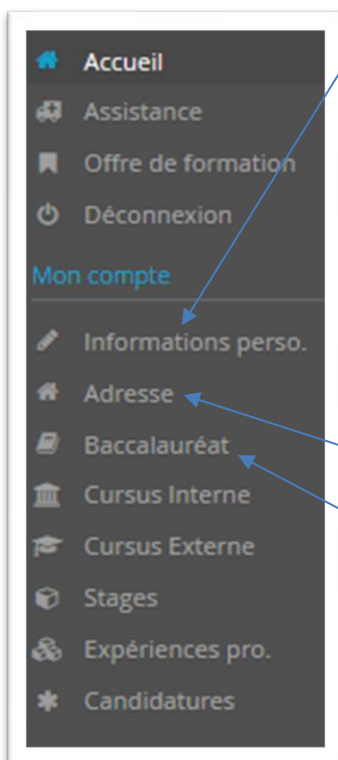 Accueil
Assistance
Offre de formation
Déconnexion
Mon compte
Informations perso.
Adresse
Baccalauréat
Cursus Interne
Cursus Externe
Stages
Expériences pro.
Candidatures